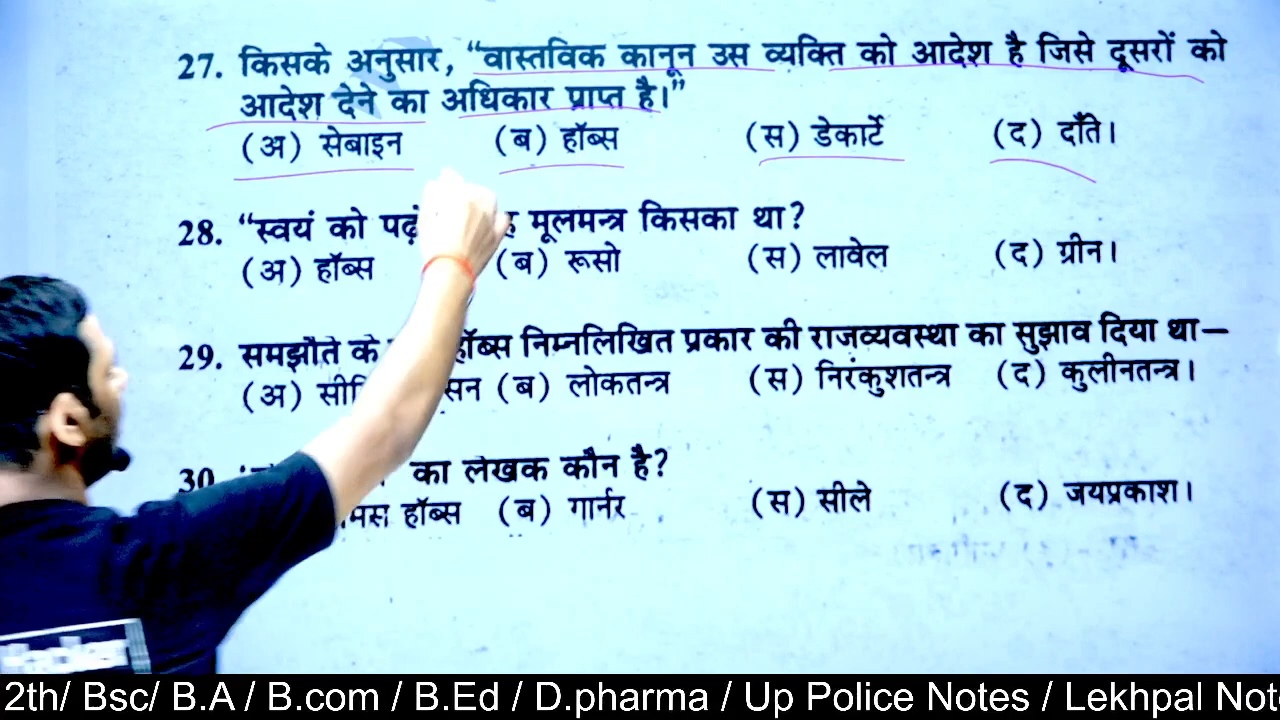 27. किसके अनुसार, “वास्तविक कानून उस व्यक्ति को आदेश है जिसे दूसरों को
आदेश देने का अधिकार प्राप्त है।”
(अ) सेबाइन (ब) हॉब्स (स) डेकार्टे (द) दाँते।
28. “स्वयं को मूलमन्त्र किसका था?
(अ) हॉब्स (ब) रूसो (स) लावेल (द) ग्रीन।
29. समझौते के हॉब्स निम्नलिखित प्रकार की राजव्यवस्था का सुझाव दिया था—
(अ) (ब) लोकतन्त्र (स) निरंकुशतन्त्र (द) कुलीनतन्त्र।
30. का लेखक कौन है?
हॉब्स (ब) गार्नर (स) सीले (द) जयप्रकाश।
2th/ Bsc/ B.A / B.com / B.Ed / D.pharma / Up Police Notes / Lekhpal Not